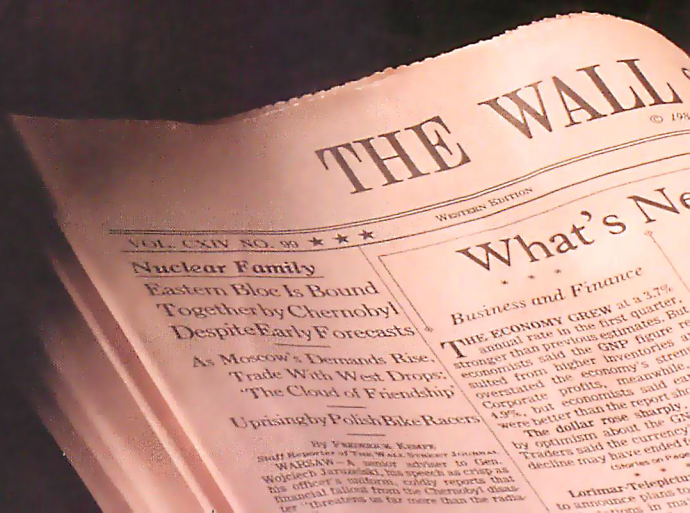 THE WALL
© 198
WESTERN EDITION
VOL. CXIV NO. 99 ★ ★ ★
Nuclear Family
Eastern Bloc Is Bound
Together by Chernobyl
Despite Early Forecasts
As Moscow's Demands Rise,
Trade With West Drops:
'The Cloud of Friendship'
Uprising by Polish Bike Racers
By FREDERICK KEMPE
Staff Reporter of THE WALL STREET JOURNAL
WARSAW—A senior adviser to Gen.
Wojciech Jaruzelski, his speech as crisp as
his officer's uniform, coldly reports that
financial fallout from the Chernobyl disas-
ter "threatens us far more than the radia-
What's Ne
* * *
Business and Finance
THE ECONOMY GREW at a 3.7%
annual rate in the first quarter,
stronger than previous estimates. But
economists said the GNP figure re
sulted from higher inventories a
overstated the economy's stren
Corporate profits, meanwhile,
4.9%, but economists said ea
were better than the report sh
The dollar rose sharply,
by optimism about the GN
Traders said the currenc
decline may have ended f
(Stories on Page
Lorimar-Telepictu
to announce plans to